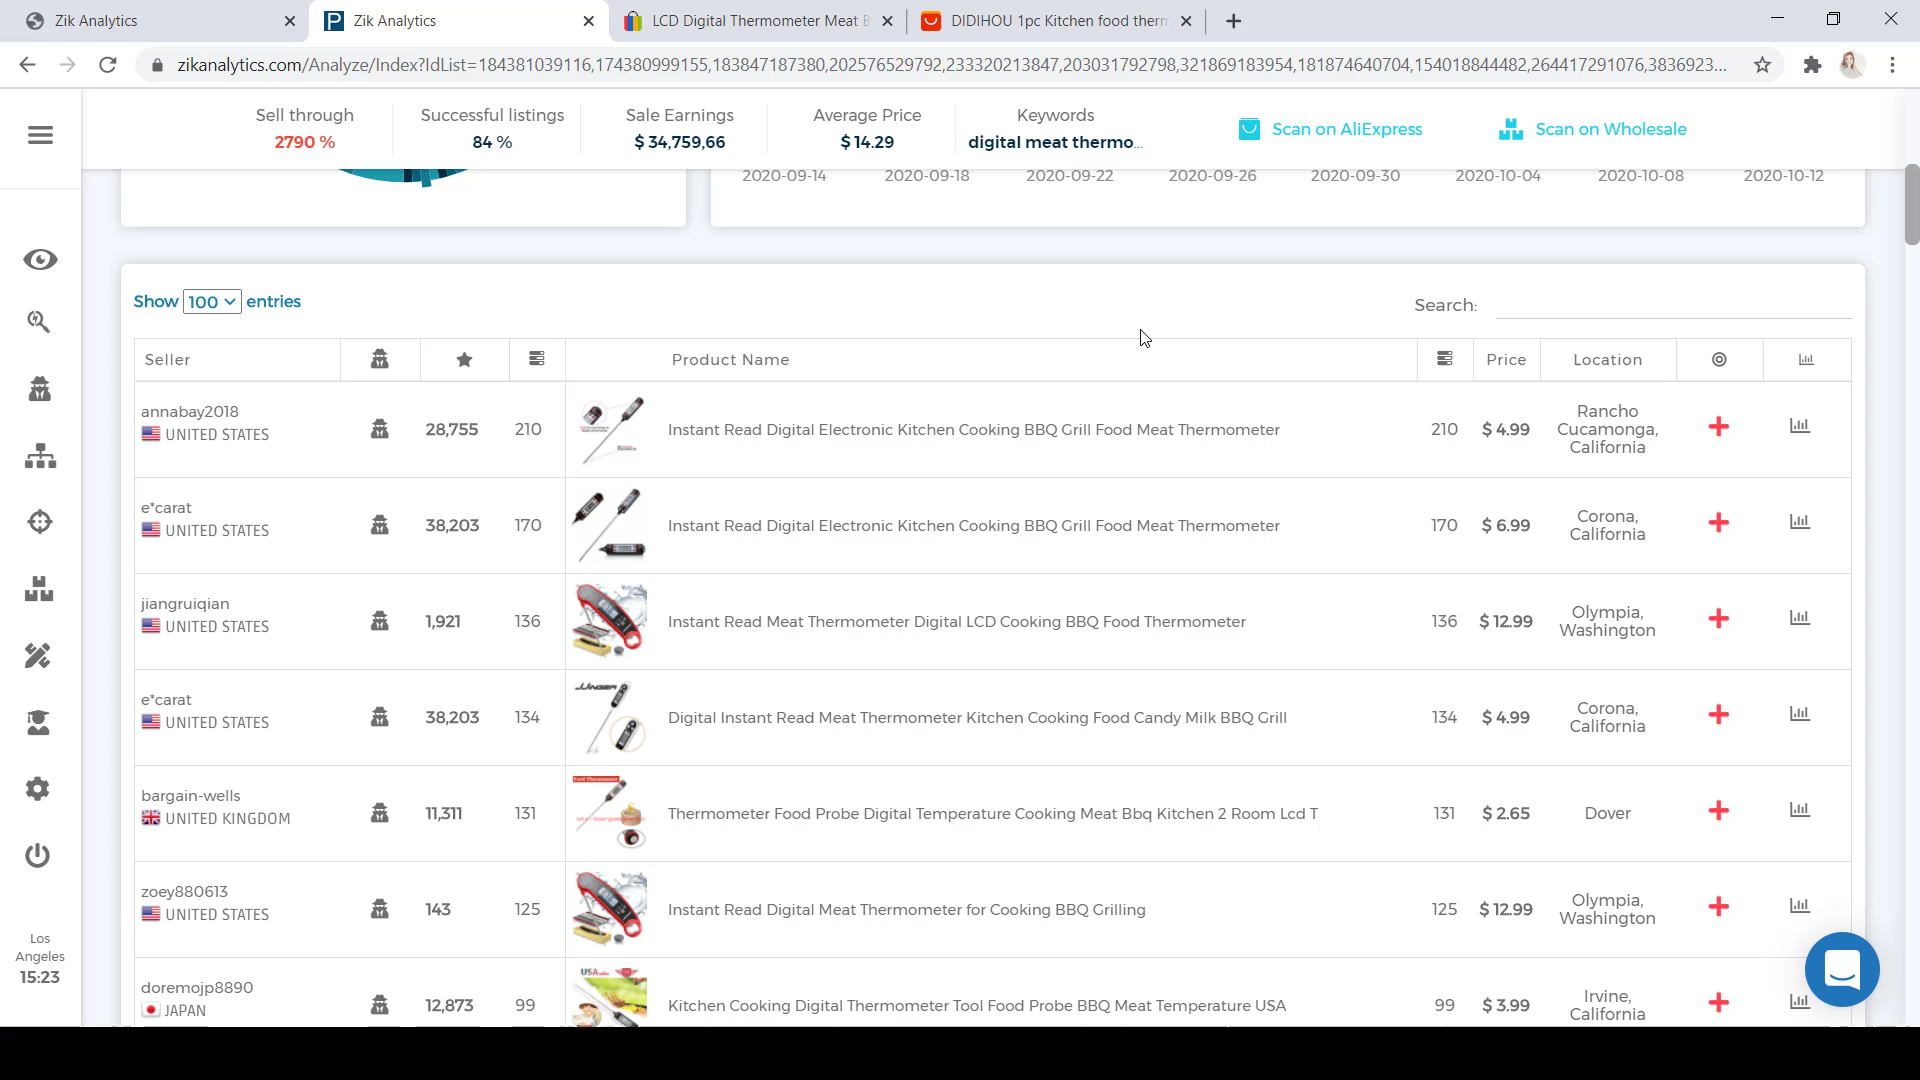 Zik Analytics
Zik Analytics
LCD Digital Thermometer Meat B
DIDIHOU 1pc Kitchen food therm
zikanalytics.com/Analyze/Index?IdList=184381039116,174380999155,183847187380,202576529792,233320213847,203031792798,321869183954,181874640704,154018844482,264417291076,3836923...
Sell through
2790 %
Successful listings
84 %
Sale Earnings
$ 34,759,66
Average Price
$ 14.29
Keywords
digital meat thermo...
Scan on AliExpress
Scan on Wholesale
2020-09-14 2020-09-18 2020-09-22 2020-09-26 2020-09-30 2020-10-04 2020-10-08 2020-10-12
Show 100 entries
Search:
Seller Product Name Price Location
annabay2018
UNITED STATES
28,755 210 Instant Read Digital Electronic Kitchen Cooking BBQ Grill Food Meat Thermometer 210 $ 4.99
Rancho
Cucamonga,
California
e*carat
UNITED STATES
38,203 170 Instant Read Digital Electronic Kitchen Cooking BBQ Grill Food Meat Thermometer 170 $ 6.99
Corona,
California
jiangruiqian
UNITED STATES
1,921 136 Instant Read Meat Thermometer Digital LCD Cooking BBQ Food Thermometer 136 $ 12.99
Olympia,
Washington
e*carat
UNITED STATES
38,203 134 Digital Instant Read Meat Thermometer Kitchen Cooking Food Candy Milk BBQ Grill 134 $ 4.99
Corona,
California
bargain-wells
UNITED KINGDOM
11,311 131 Thermometer Food Probe Digital Temperature Cooking Meat Bbq Kitchen 2 Room Lcd T 131 $ 2.65
Dover
zoey880613
UNITED STATES
143 125 Instant Read Digital Meat Thermometer for Cooking BBQ Grilling 125 $ 12.99
Olympia,
Washington
doremojp8890
JAPAN
12,873 99 Kitchen Cooking Digital Thermometer Tool Food Probe BBQ Meat Temperature USA 99 $ 3.99
Irvine,
California
Los
Angeles
15:23